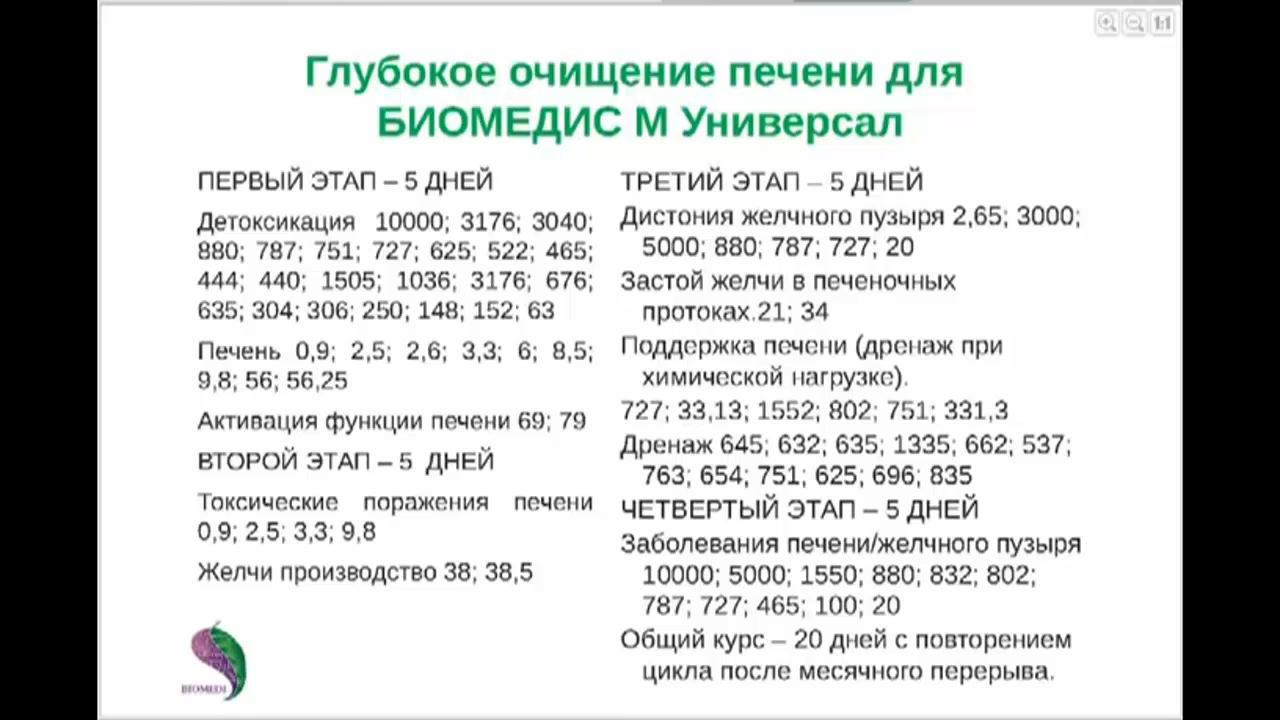 Глубокое очищение печени для
БИОМЕДИС М Универсал
ПЕРВЫЙ ЭТАП – 5 ДНЕЙ
Детоксикация 10000; 3176; 3040;
880; 787; 751; 727; 625; 522; 465;
444; 440; 1505; 1036; 3176; 676;
635; 304; 306; 250; 148; 152; 63
Печень 0,9; 2,5; 2,6; 3,3; 6; 8,5;
9,8; 56; 56,25
Активация функции печени 69; 79
ВТОРОЙ ЭТАП – 5 ДНЕЙ
Токсические поражения печени
0,9; 2,5; 3,3; 9,8
Желчи производство 38; 38,5
ТРЕТИЙ ЭТАП – 5 ДНЕЙ
Дистония желчного пузыря 2,65; 3000;
5000; 880; 787; 727; 20
Застой желчи в печеночных
протоках.21; 34
Поддержка печени (дренаж при
химической нагрузке).
727; 33,13; 1552; 802; 751; 331,3
Дренаж 645; 632; 635; 1335; 662; 537;
763; 654; 751; 625; 696; 835
ЧЕТВЕРТЫЙ ЭТАП – 5 ДНЕЙ
Заболевания печени/желчного пузыря
10000; 5000; 1550; 880; 832; 802;
787; 727; 465; 100; 20
Общий курс – 20 дней с повторением
цикла после месячного перерыва.
BIOMEDI
1:1